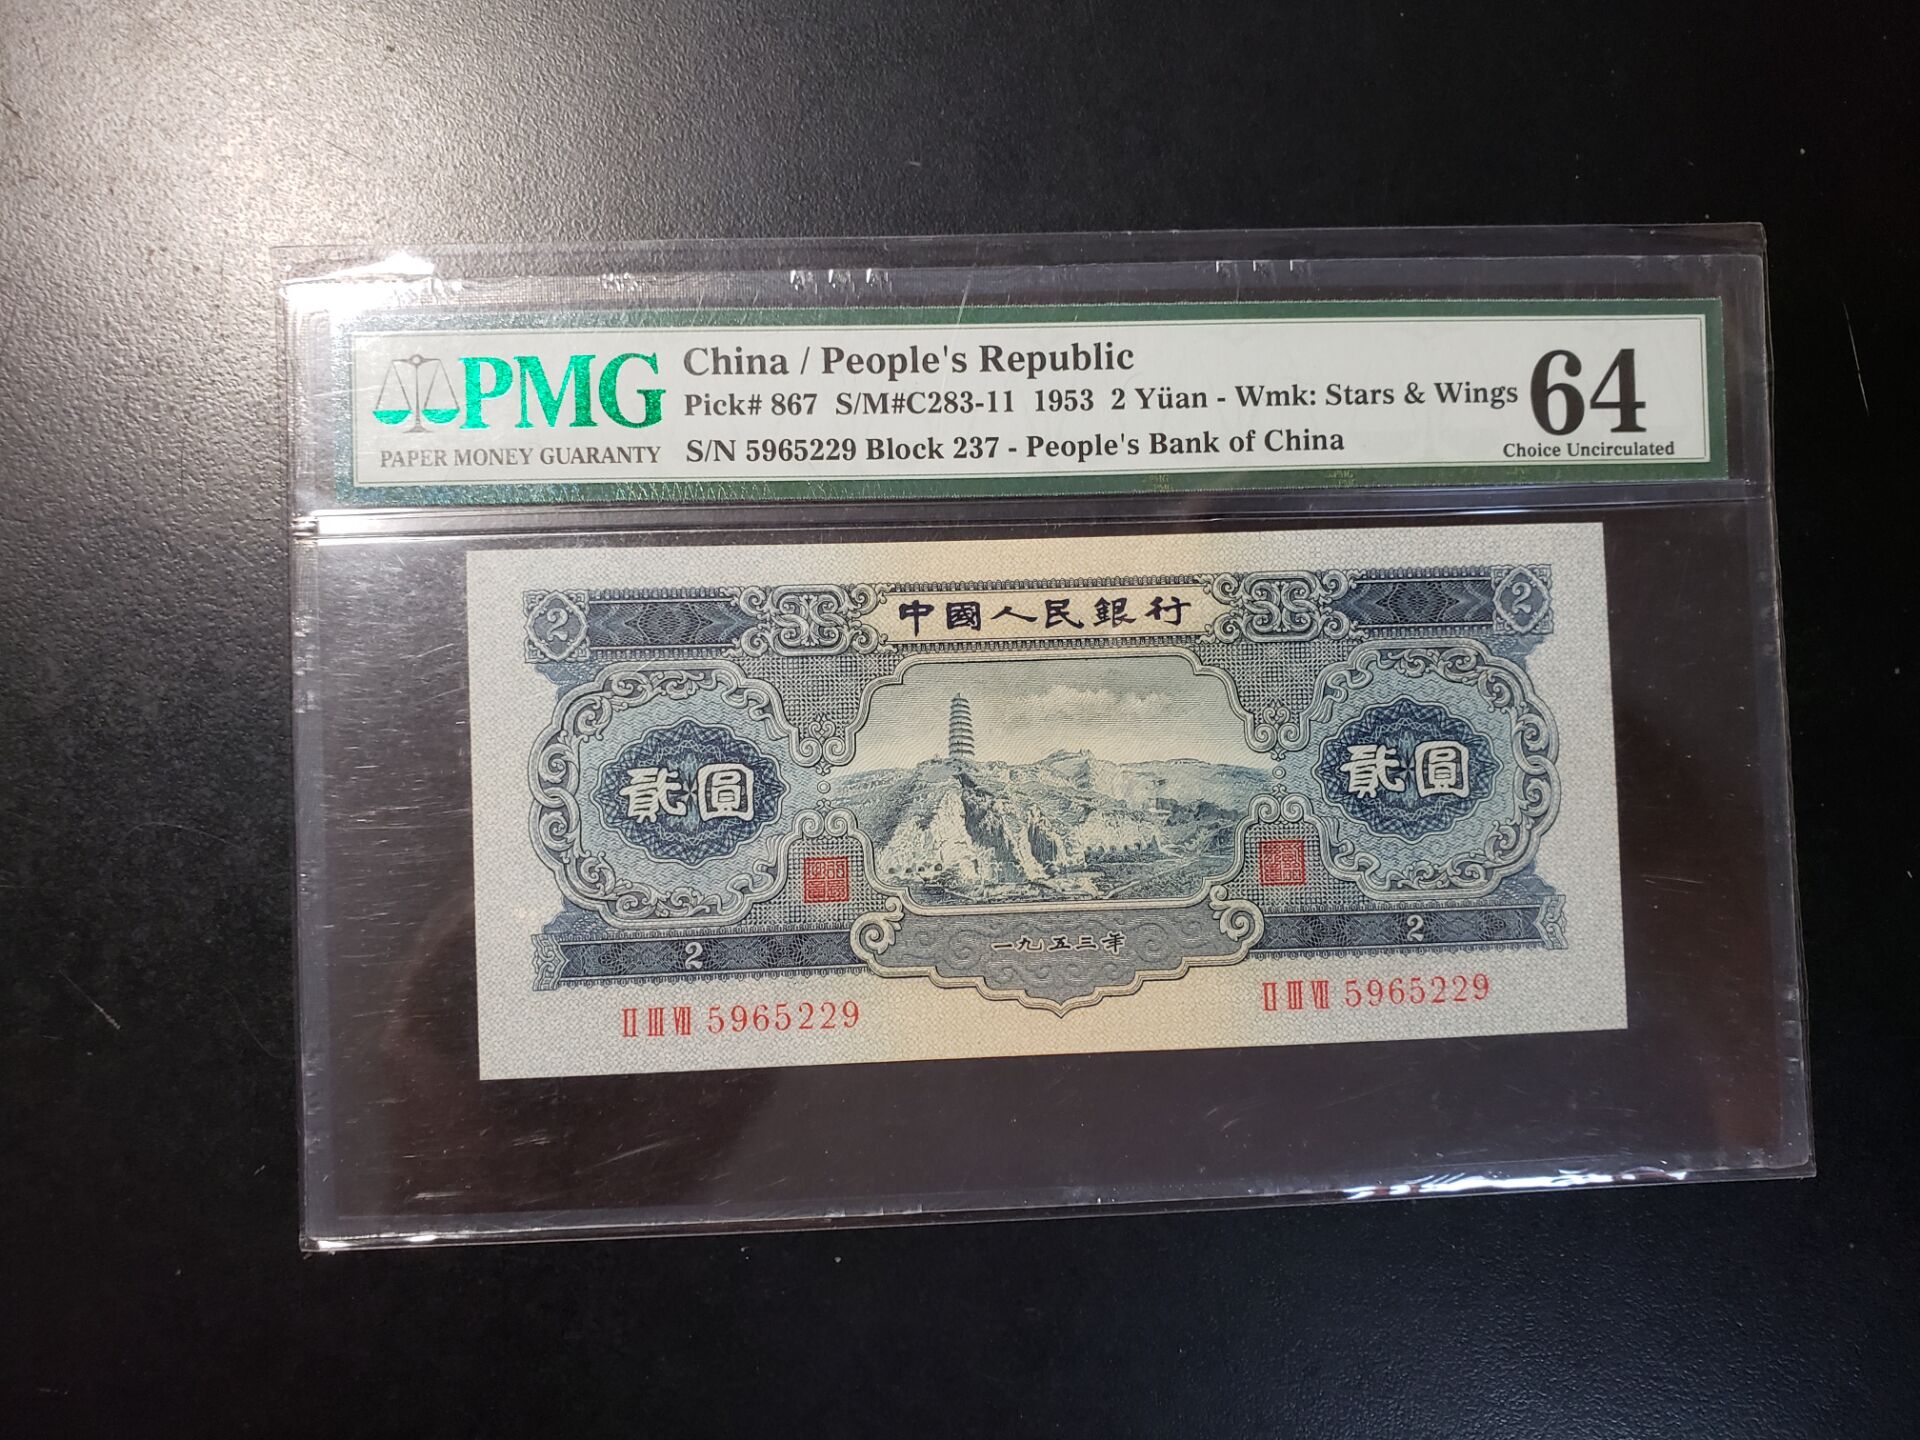 PMG
PAPER MONEY GUARANTY
China / People's Republic
Pick# 867 S/M#C283-11 1953 2 Yüan - Wmk: Stars & Wings
S/N 5965229 Block 237 - People's Bank of China
64
Choice Uncirculated
2
中國人民銀行
2
貳圓
貳圓
一九五三年
2
2
II III VII 5965229
II III VII 5965229